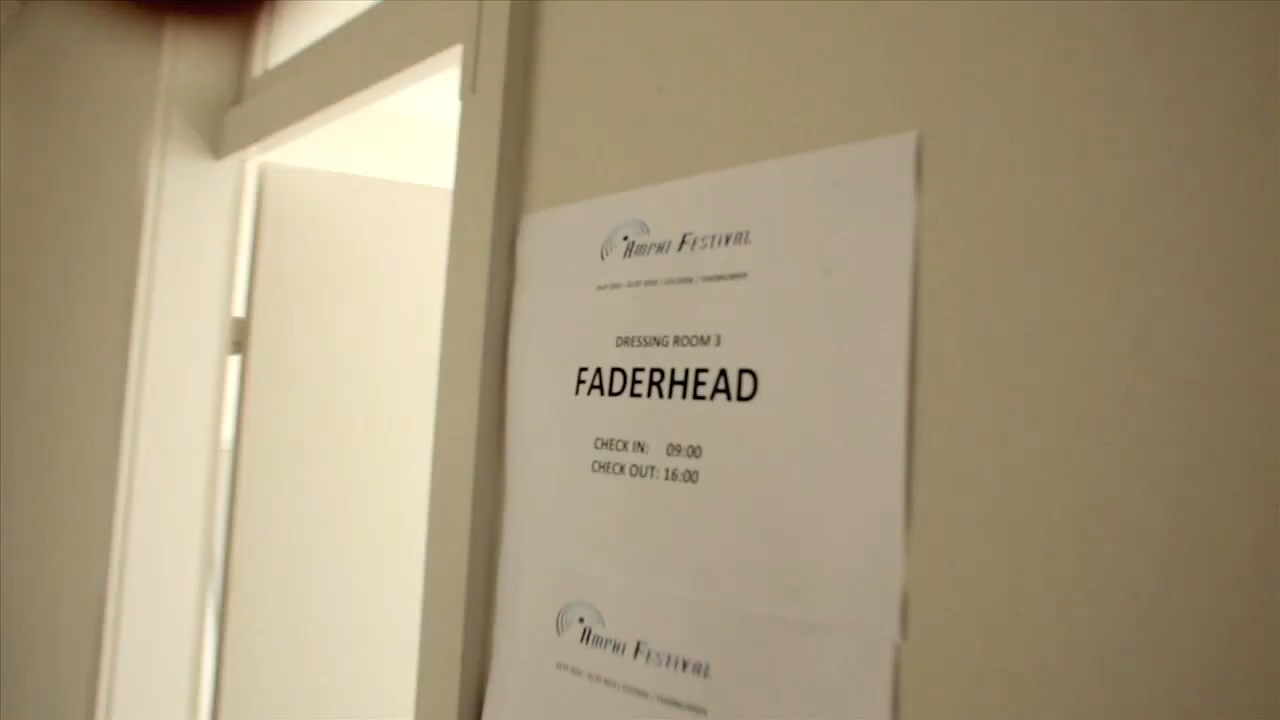 AMPHI FESTIVAL
DRESSING ROOM 3
FADERHEAD
CHECK IN: 09:00
CHECK OUT: 16:00
AMPHI FESTIVAL